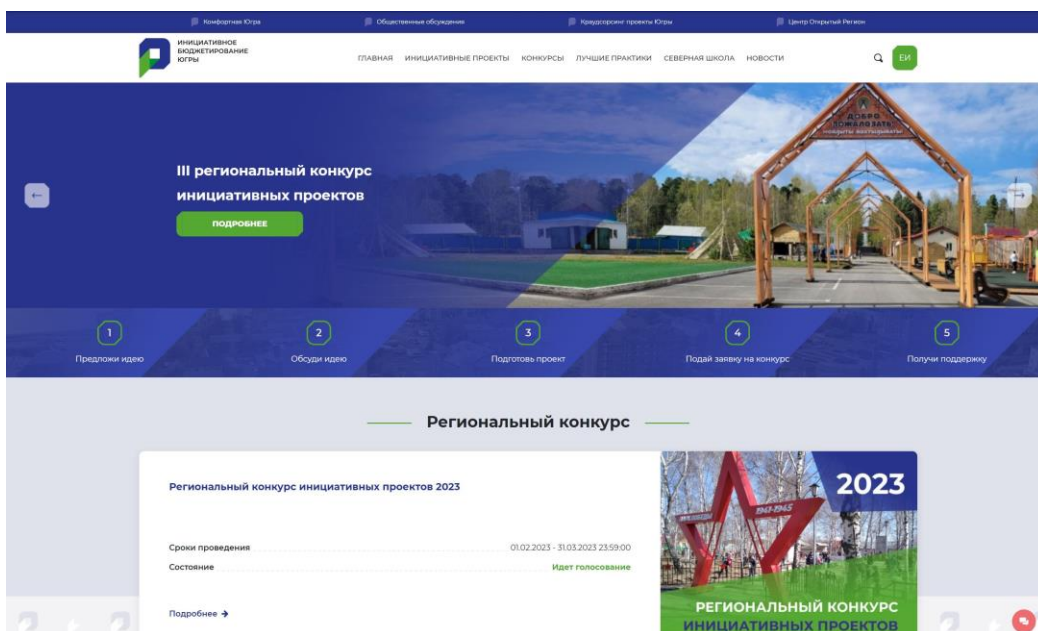 Комфортная Югра
Общественные обсуждения
Краудсорсинг проекты Югры
Центр Открытый Регион
ИНИЦИАТИВНОЕ
БЮДЖЕТИРОВАНИЕ
ЮГРЫ
ГЛАВНАЯ
ИНИЦИАТИВНЫЕ ПРОЕКТЫ
КОНКУРСЫ
ЛУЧШИЕ ПРАКТИКИ
СЕВЕРНАЯ ШКОЛА
НОВОСТИ
ЕИ
ДОБРО
ПОЖАЛОВАТЬ
III региональный конкурс
инициативных проектов
ПОДРОБНЕЕ
←
→
1
Предложи идею
2
Обсуди идею
3
Подготовь проект
4
Подай заявку на конкурс
5
Получи поддержку
Региональный конкурс
Региональный конкурс инициативных проектов 2023
Сроки проведения 01.02.2023 - 31.03.2023 23:59:00
Состояние Идет голосование
Подробнее →
2023
1941-1945
РЕГИОНАЛЬНЫЙ КОНКУРС
ИНИЦИАТИВНЫХ ПРОЕКТОВ